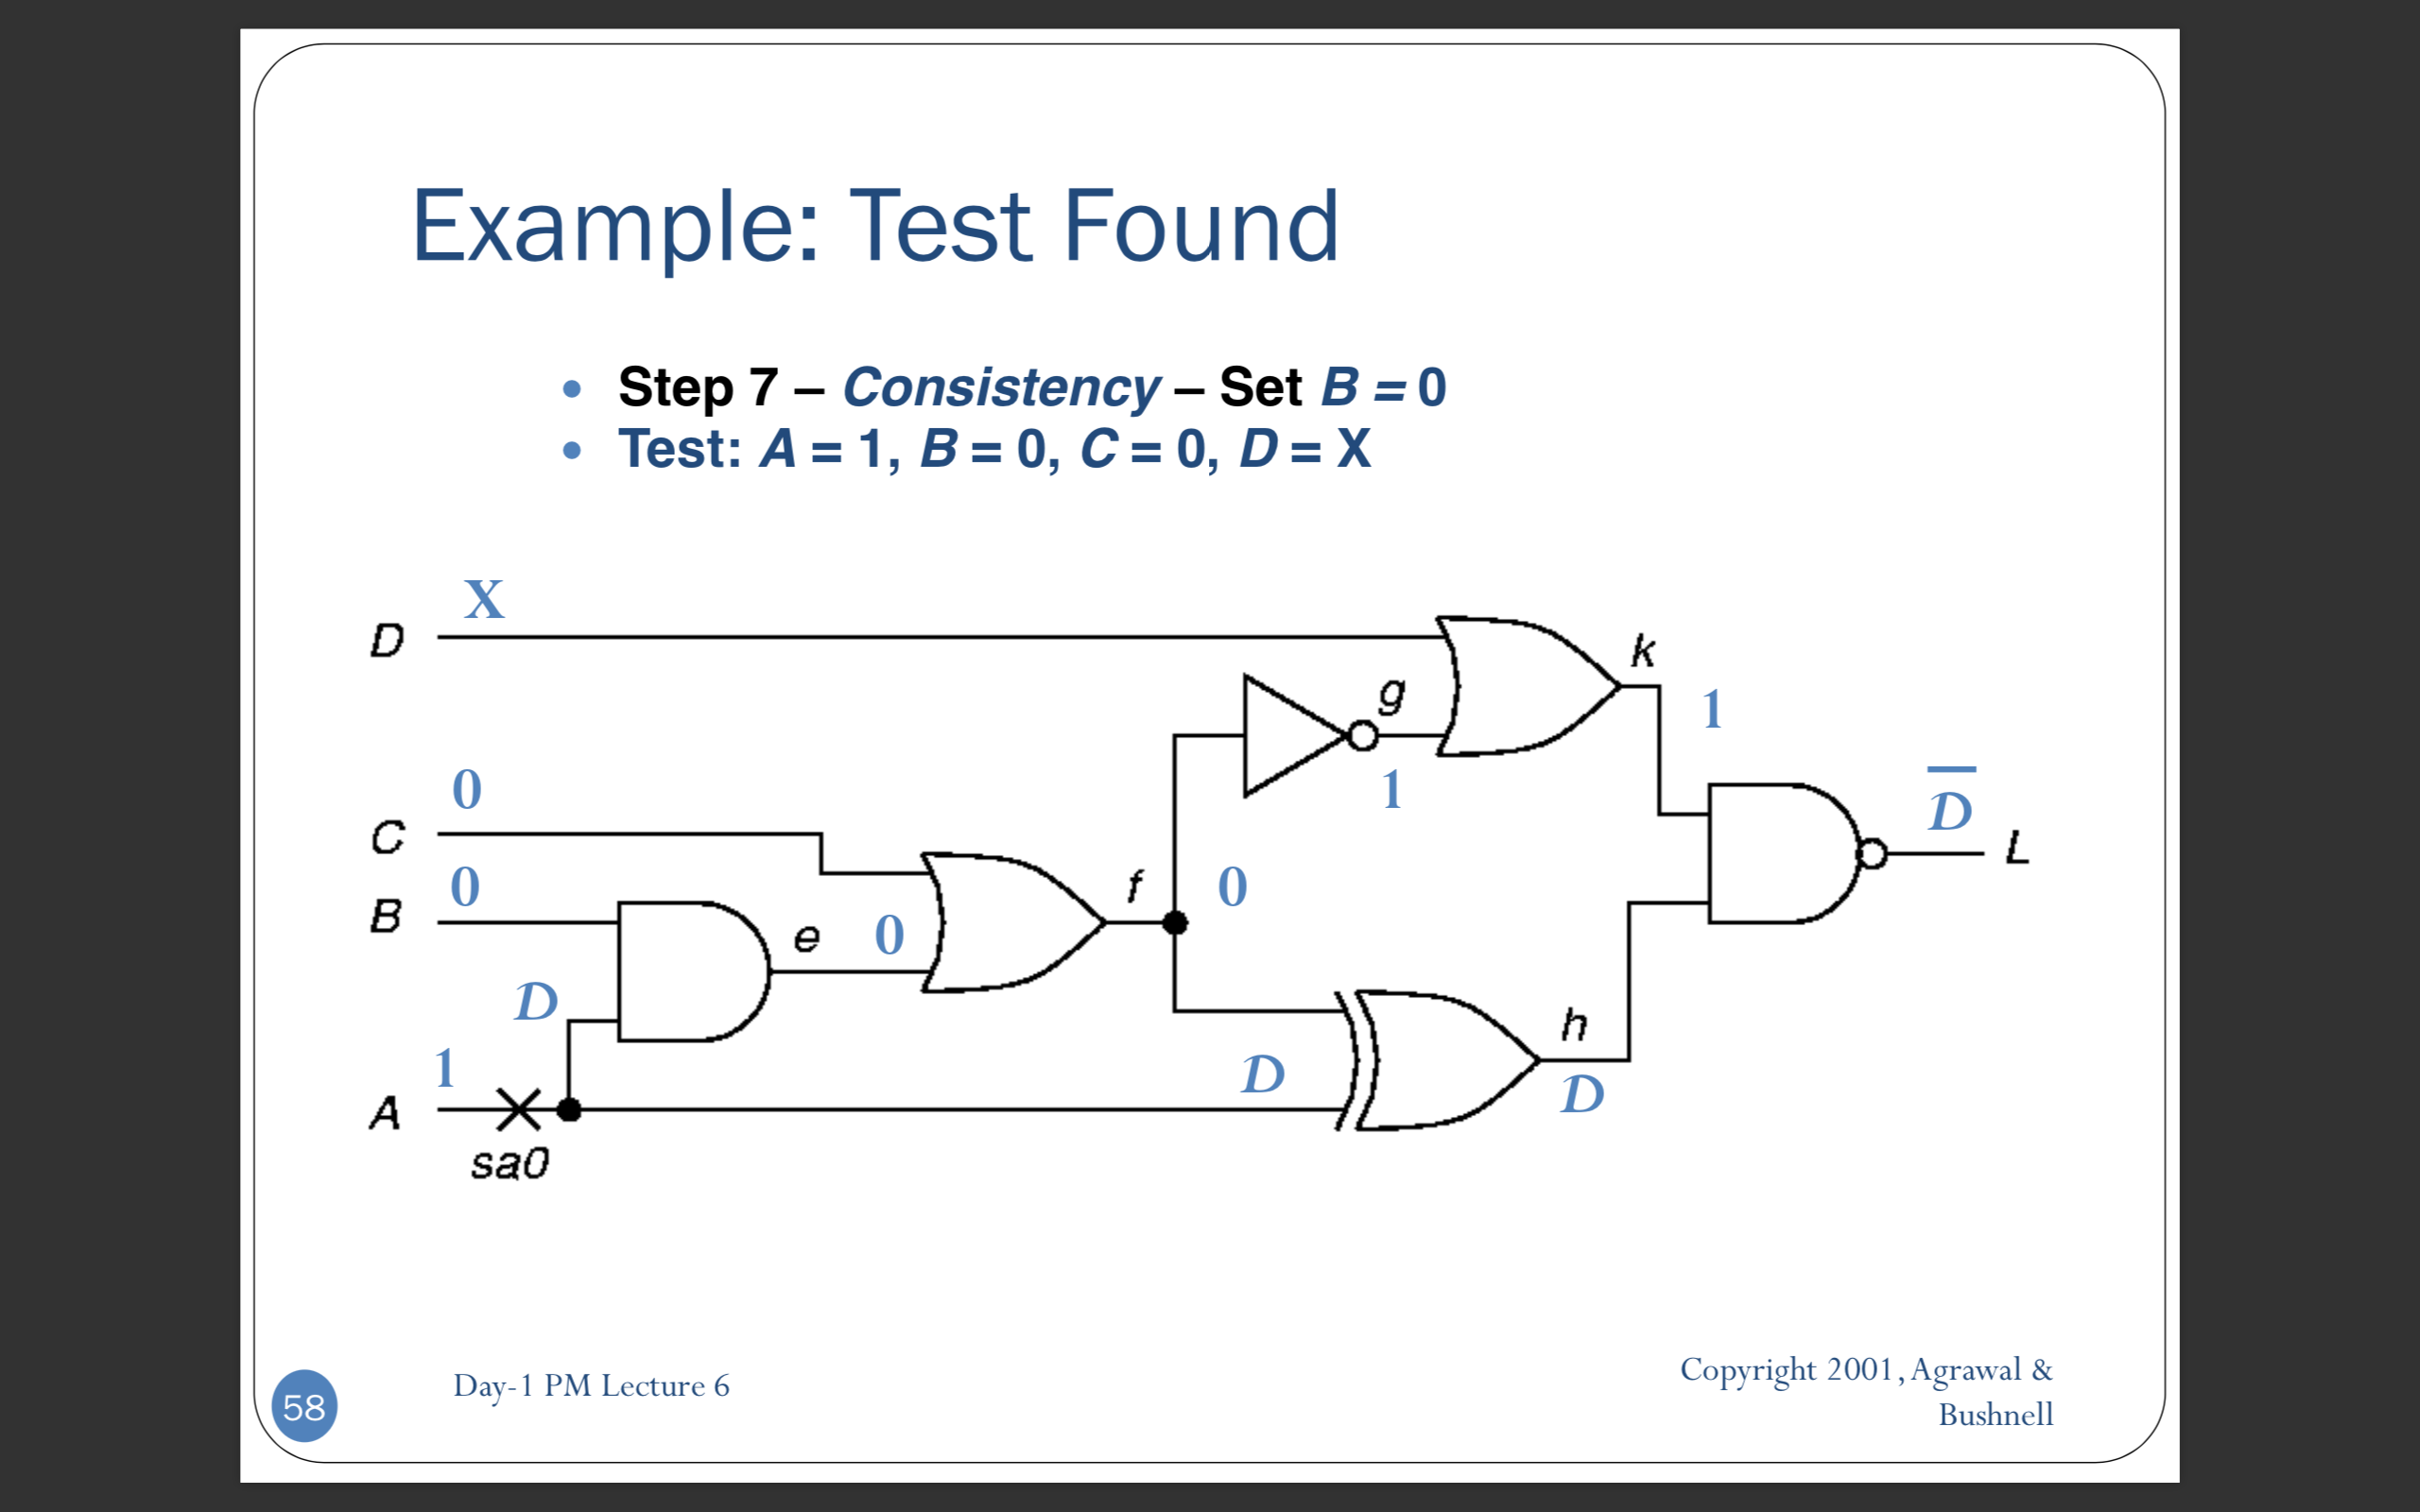 Example: Test Found
• Step 7 – Consistency – Set B = 0
• Test: A = 1, B = 0, C = 0, D = X
X
D
k
g
1
1
0
C
D̅
L
0
B
f
0
e
0
D
h
1
D
D
A
sa0
58
Day-1 PM Lecture 6
Copyright 2001, Agrawal &
Bushnell